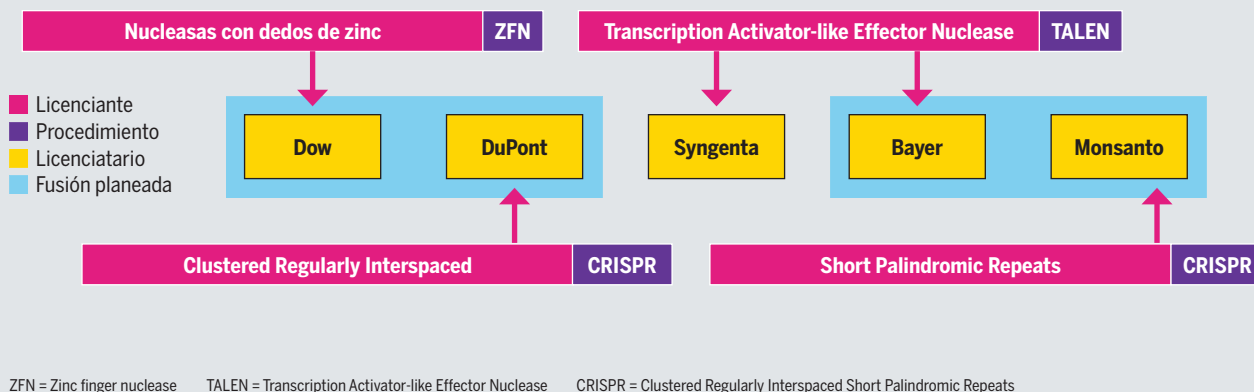 Nucleasas con dedos de zinc ZFN
Transcription Activator-like Effector Nuclease TALEN
Licenciante
Procedimiento
Licenciatario
Fusión planeada
Dow
DuPont
Syngenta
Bayer
Monsanto
Clustered Regularly Interspaced CRISPR
Short Palindromic Repeats CRISPR
ZFN = Zinc finger nuclease TALEN = Transcription Activator-like Effector Nuclease CRISPR = Clustered Regularly Interspaced Short Palindromic Repeats